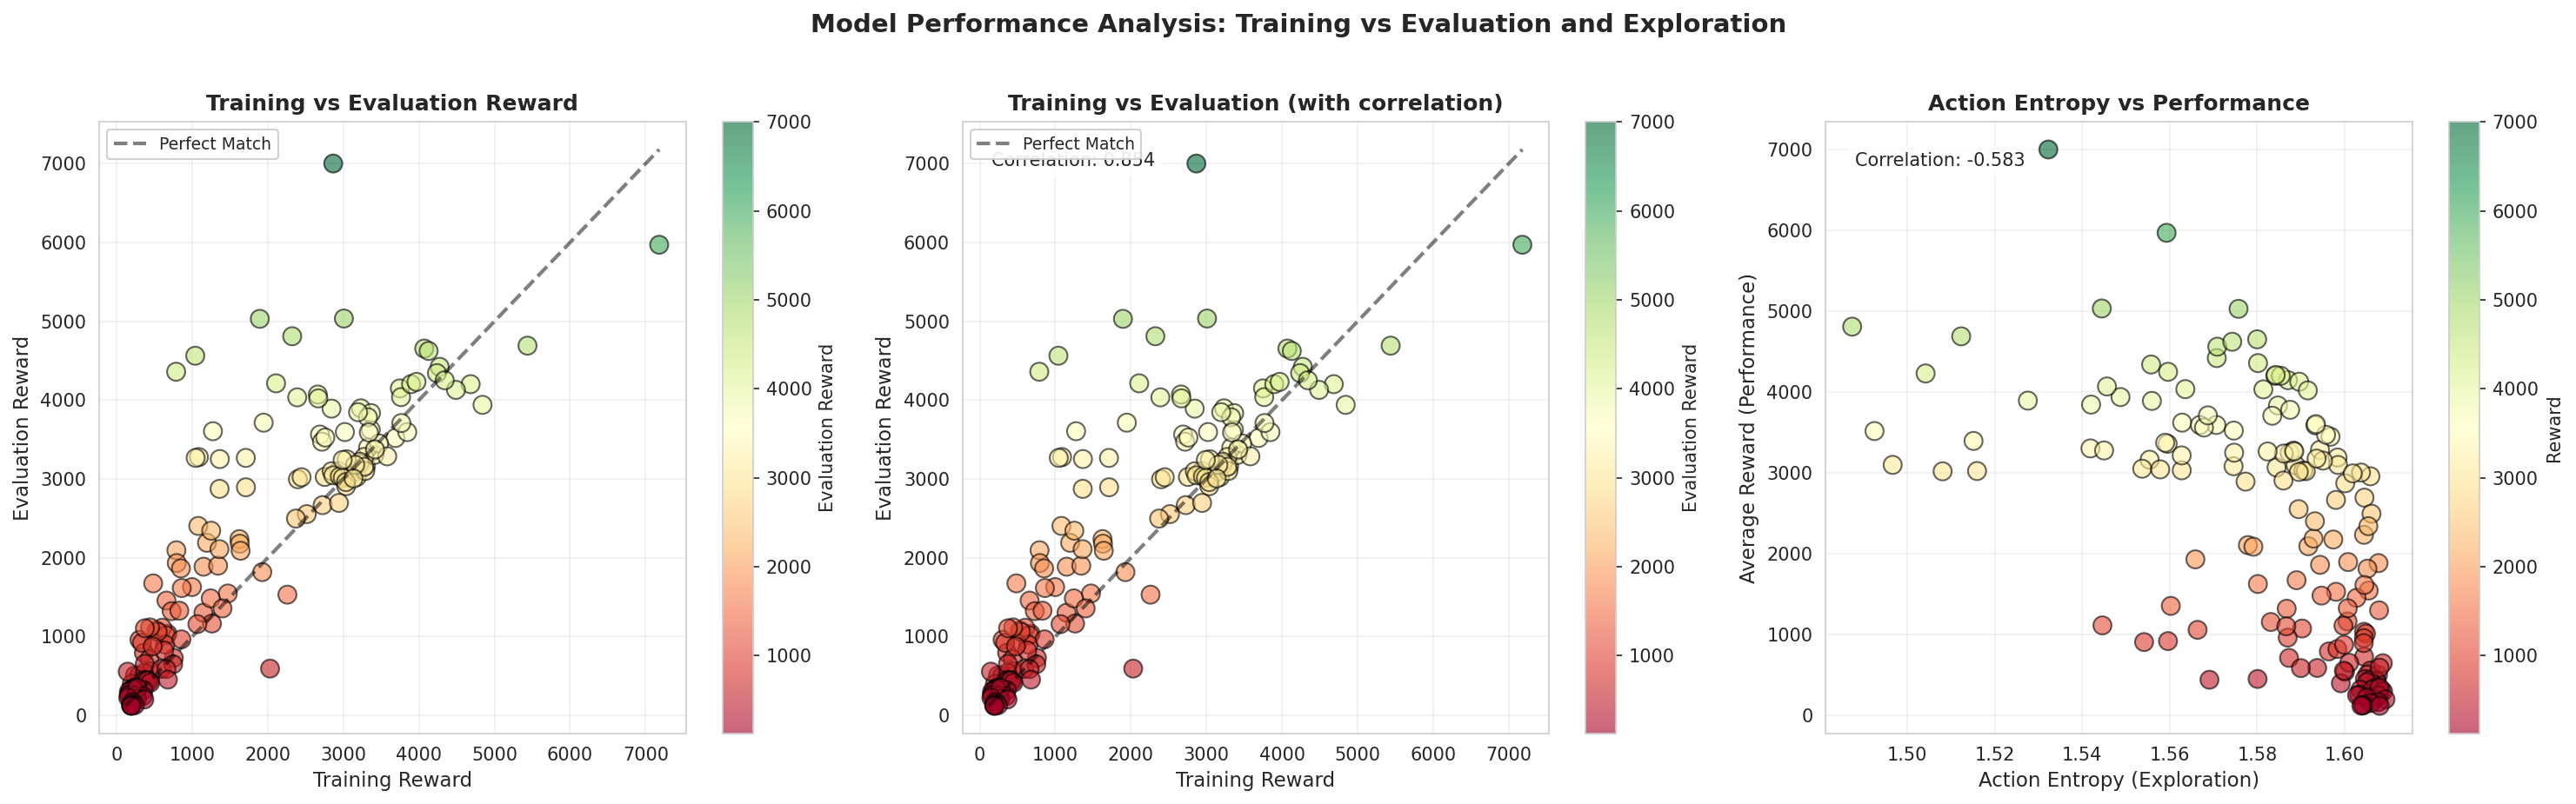 Model Performance Analysis: Training vs Evaluation and Exploration
Training vs Evaluation Reward
Perfect Match
7000
6000
5000
4000
3000
2000
1000
0
Evaluation Reward
0 1000 2000 3000 4000 5000 6000 7000
Training Reward
7000
6000
5000
4000
3000
2000
1000
Evaluation Reward
Training vs Evaluation (with correlation)
Perfect Match
Correlation: 0.854
7000
6000
5000
4000
3000
2000
1000
0
Evaluation Reward
0 1000 2000 3000 4000 5000 6000 7000
Training Reward
7000
6000
5000
4000
3000
2000
1000
Evaluation Reward
Action Entropy vs Performance
Correlation: -0.583
7000
6000
5000
4000
3000
2000
1000
0
Average Reward (Performance)
1.50 1.52 1.54 1.56 1.58 1.60
Action Entropy (Exploration)
7000
6000
5000
4000
3000
2000
1000
Reward